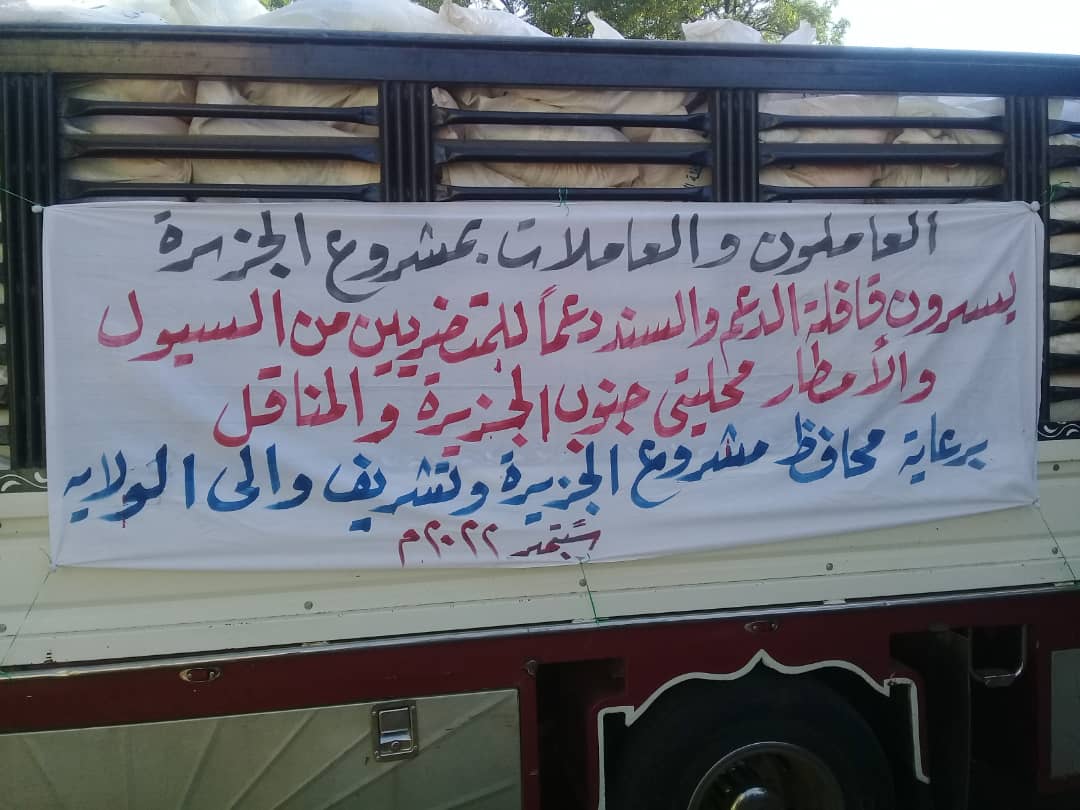 العاملون والعاملات بمشروع الجزيرة
يسيرون قافلة الدعم والسند دعماً للمتضررين من السيول
والأمطار محليتي جنوب الجزيرة والمناقل
برعاية محافظ مشروع الجزيرة وتشريف والى الولايه
سبتمبر ٢٠٢٢م